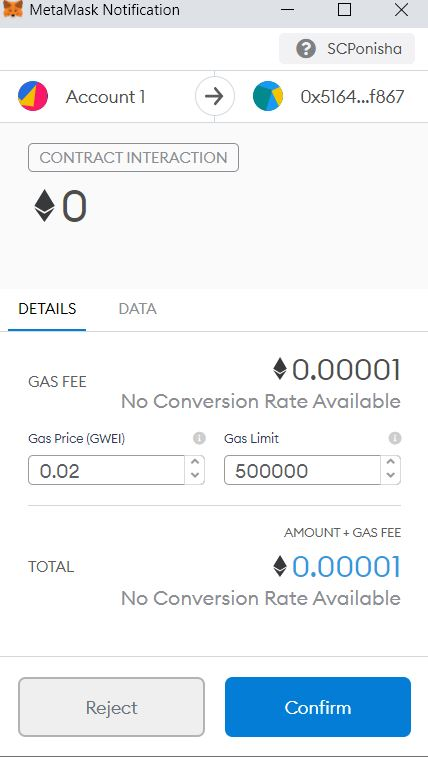 MetaMask Notification
SCPonisha
Account 1
0x5164...f867
CONTRACT INTERACTION
0
DETAILS DATA
GAS FEE
0.00001
No Conversion Rate Available
Gas Price (GWEI) Gas Limit
0.02 500000
AMOUNT + GAS FEE
TOTAL
0.00001
No Conversion Rate Available
Reject Confirm